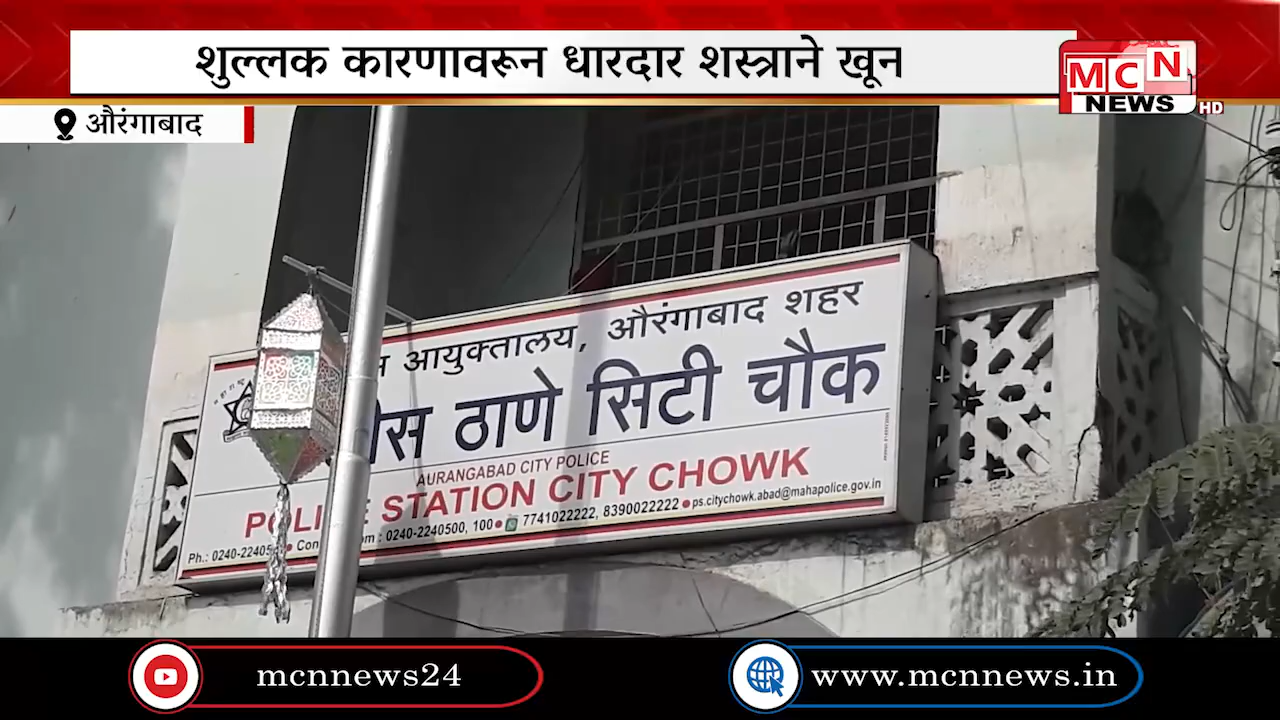 शुल्लक कारणावरून धारदार शस्त्राने खून
MCN
NEWS HD
औरंगाबाद
आयुक्तालय, औरंगाबाद शहर
ठाणे सिटी चौक
AURANGABAD CITY POLICE
STATION CITY CHOWK
Ph.: 0240-2240500, 100 7741022222, 8390022222 ps.citychowk.abad@mahapolice.gov.in
mcnnews24
www.mcnnews.in